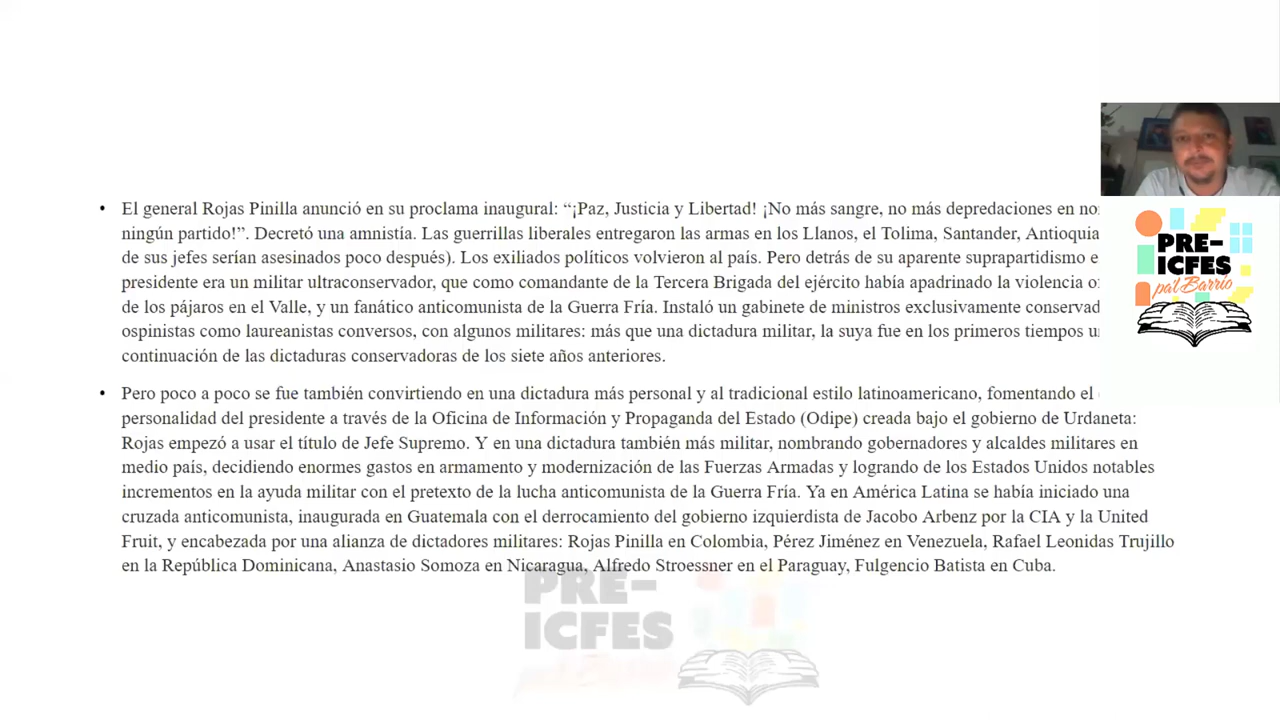 • El general Rojas Pinilla anunció en su proclama inaugural: “¡Paz, Justicia y Libertad! ¡No más sangre, no más depredaciones en
ningún partido!”. Decretó una amnistía. Las guerrillas liberales entregaron las armas en los Llanos, el Tolima, Santander, Antioquia
de sus jefes serían asesinados poco después). Los exiliados políticos volvieron al país. Pero detrás de su aparente suprapartidismo
presidente era un militar ultraconservador, que como comandante de la Tercera Brigada del ejército había apadrinado la violencia
de los pájaros en el Valle, y un fanático anticomunista de la Guerra Fría. Instaló un gabinete de ministros exclusivamente
ospinistas como laureanistas conversos, con algunos militares: más que una dictadura militar, la suya fue en los primeros tiempos
continuación de las dictaduras conservadoras de los siete años anteriores.
• Pero poco a poco se fue también convirtiendo en una dictadura más personal y al tradicional estilo latinoamericano, fomentando el
personalidad del presidente a través de la Oficina de Información y Propaganda del Estado (Odipe) creada bajo el gobierno de Urdaneta:
Rojas empezó a usar el título de Jefe Supremo. Y en una dictadura también más militar, nombrando gobernadores y alcaldes militares en
medio país, decidiendo enormes gastos en armamento y modernización de las Fuerzas Armadas y logrando de los Estados Unidos notables
incrementos en la ayuda militar con el pretexto de la lucha anticomunista de la Guerra Fría. Ya en América Latina se había iniciado una
cruzada anticomunista, inaugurada en Guatemala con el derrocamiento del gobierno izquierdista de Jacobo Arbenz por la CIA y la United
Fruit, y encabezada por una alianza de dictadores militares: Rojas Pinilla en Colombia, Pérez Jiménez en Venezuela, Rafael Leonidas Trujillo
en la República Dominicana, Anastasio Somoza en Nicaragua, Alfredo Stroessner en el Paraguay, Fulgencio Batista en Cuba.
PRE-
ICFES
pal Barrio
PRE-
ICFES
pal Barrio